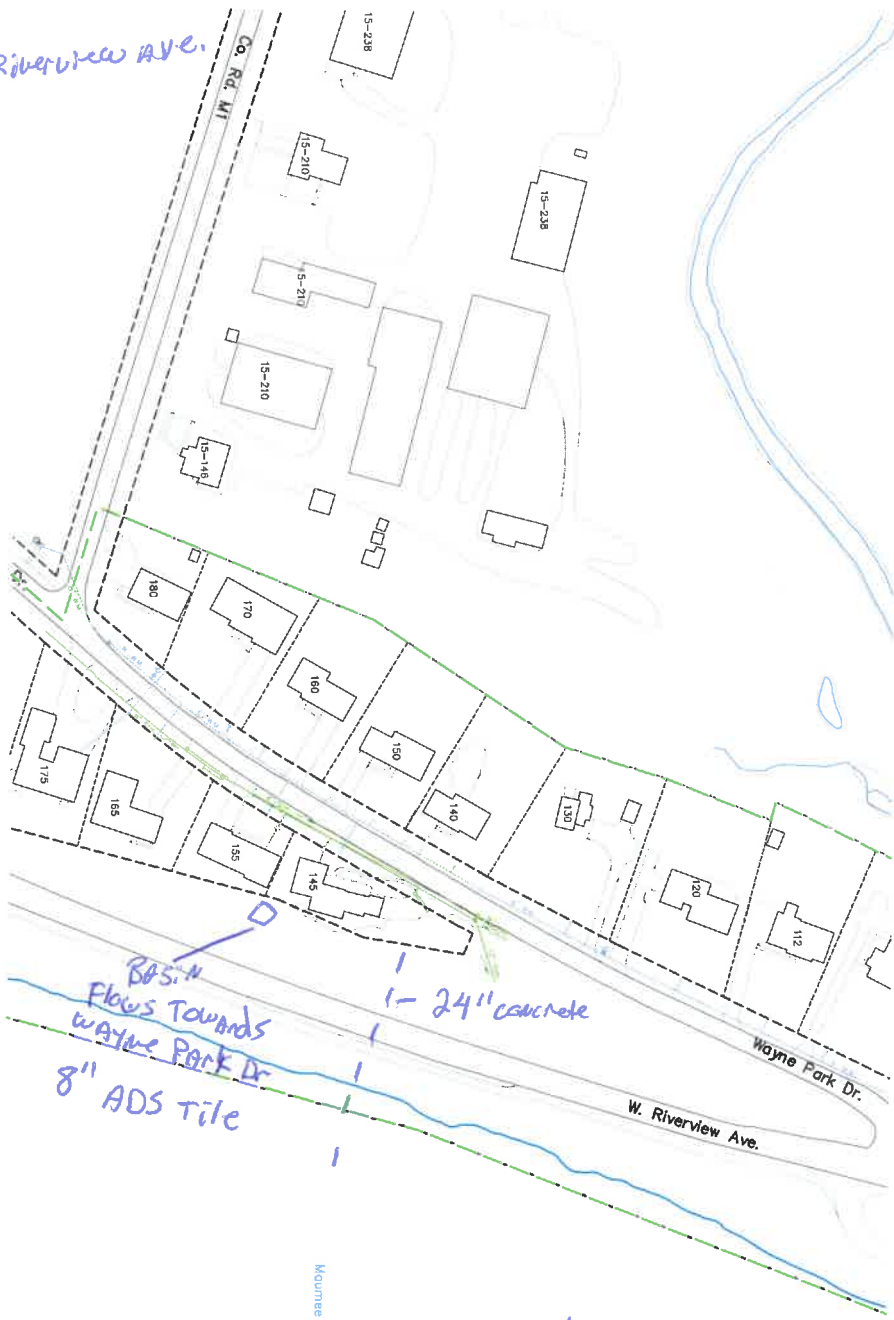 Riverview Ave.
Co. Rd. M1
15-238
15-210
15-238
15-210
15-210
15-146
180
170
160
150
140
130
120
112
175
165
155
145
Dr.
BASIN
Flows Towards
WAYNE PARK Dr
8" ADS Tile
1- 24" concrete
Wayne Park Dr.
W. Riverview Ave.
Maumee